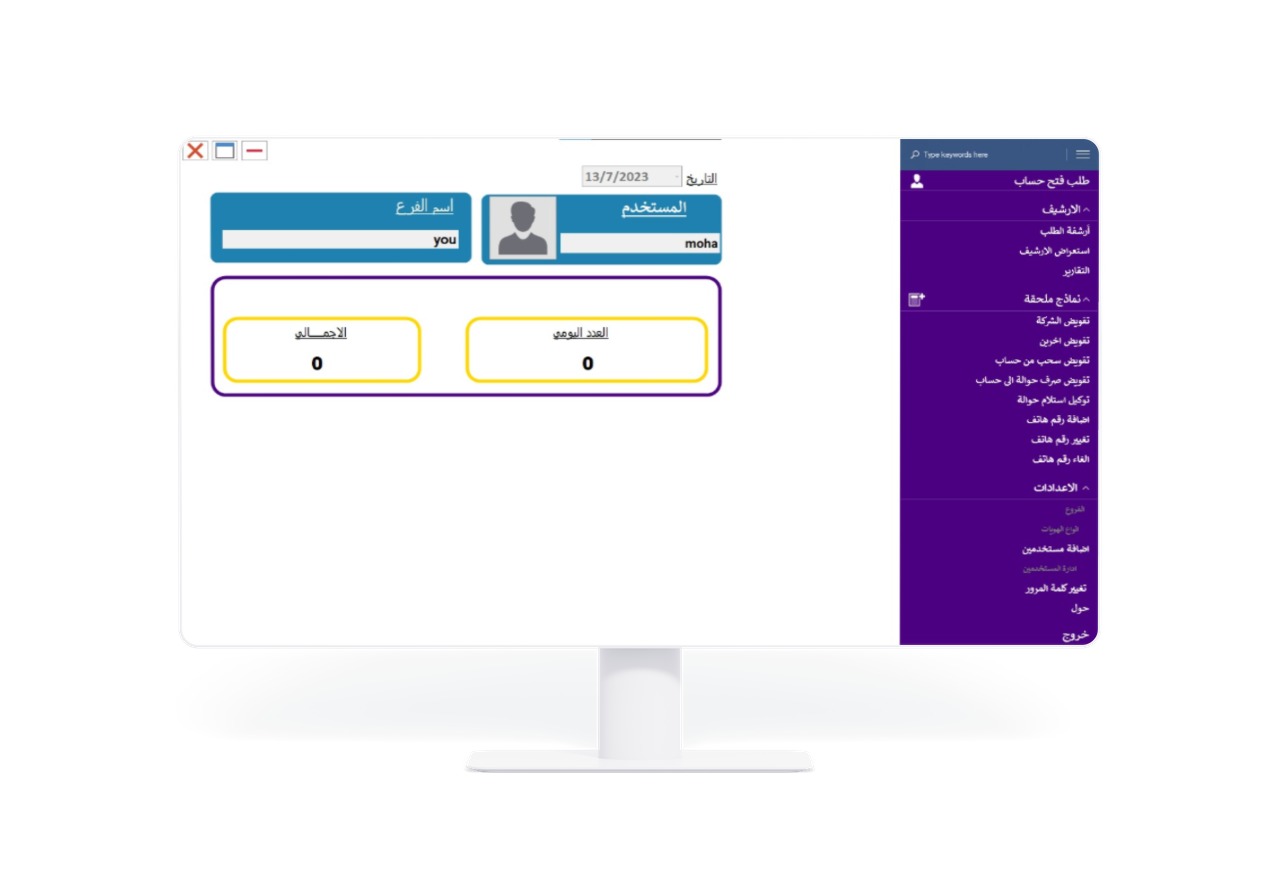 التاريخ 13/7/2023
المستخدم
moha
اسم الفرع
you
العدد اليومي
0
الاجمـــالي
0
Type keywords here
طلب فتح حساب
الارشيف
أرشفة الطلب
استعراض الارشيف
التقارير
نماذج ملحقة
تفويض الشركة
تفويض اخرين
تفويض سحب من حساب
تفويض صرف حوالة الى حساب
توكيل استلام حوالة
اضافة رقم هاتف
تغيير رقم هاتف
الغاء رقم هاتف
الاعدادات
الفروع
انواع الهويات
اضافة مستخدمين
ادارة المستخدمين
تغيير كلمة المرور
حول
خروج